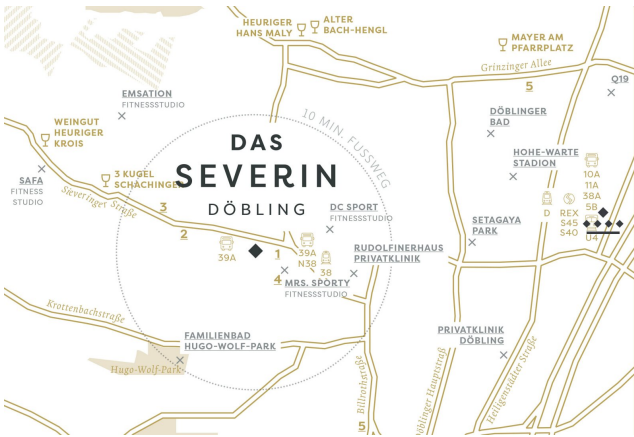 HEURIGER
HANS MALY
ALTER
BACH-HENGL
MAYER AM
PFARRPLATZ
Grinzinger Allee
5
Q19
EMSATION
FITNESSSTUDIO
DÖBLINGER
BAD
10 MIN. FUSSWEG
WEINGUT
HEURIGER
KROIS
DAS
SEVERIN
DÖBLING
HOHE-WARTE
STADION
SAFA
FITNESS
STUDIO
3 KUGEL
SCHACHINGER
Sieveringer Straße
3
2
10A
11A
38A
5B
D
REX
S45
S40
U4
DC SPORT
FITNESSSTUDIO
SETAGAYA
PARK
39A
1
39A
N38
38
RUDOLFINERHAUS
PRIVATKLINIK
4
MRS. SPORTY
FITNESSSTUDIO
Krottenbachstraße
FAMILIENBAD
HUGO-WOLF-PARK
Hugo-Wolf-Park
PRIVATKLINIK
DÖBLING
Billrothstraße
Döblinger Hauptstraß
Heiligenstädter Straße
5